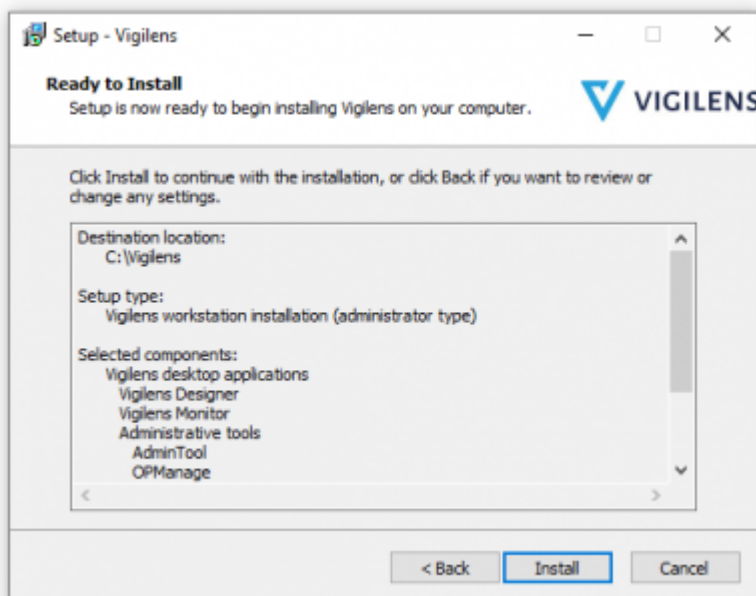 Setup - Vigilens
Ready to Install
Setup is now ready to begin installing Vigilens on your computer.
VIGILENS
Click Install to continue with the installation, or click Back if you want to review or
change any settings.
Destination location:
C:\Vigilens
Setup type:
Vigilens workstation installation (administrator type)
Selected components:
Vigilens desktop applications
Vigilens Designer
Vigilens Monitor
Administrative tools
AdminTool
OPManage
< Back
Install
Cancel